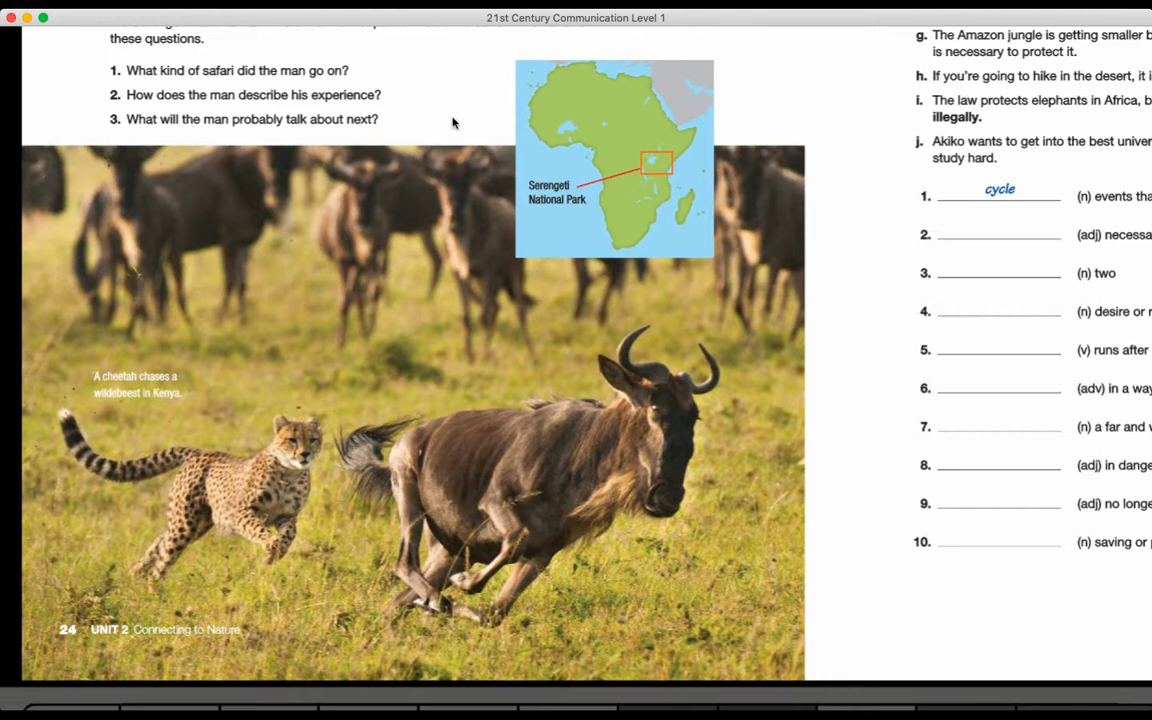 21st Century Communication Level 1
these questions.
1. What kind of safari did the man go on?
2. How does the man describe his experience?
3. What will the man probably talk about next?
Serengeti
National Park
A cheetah chases a
wildebeest in Kenya.
24 UNIT 2 Connecting to Nature
g. The Amazon jungle is getting smaller b
is necessary to protect it.
h. If you're going to hike in the desert, it i
i. The law protects elephants in Africa, b
illegally.
j. Akiko wants to get into the best univer
study hard.
1. cycle (n) events tha
2. (adj) necessa
3. (n) two
4. (n) desire or r
5. (v) runs after
6. (adv) in a way
7. (n) a far and v
8. (adj) in dange
9. (adj) no longe
10. (n) saving or p